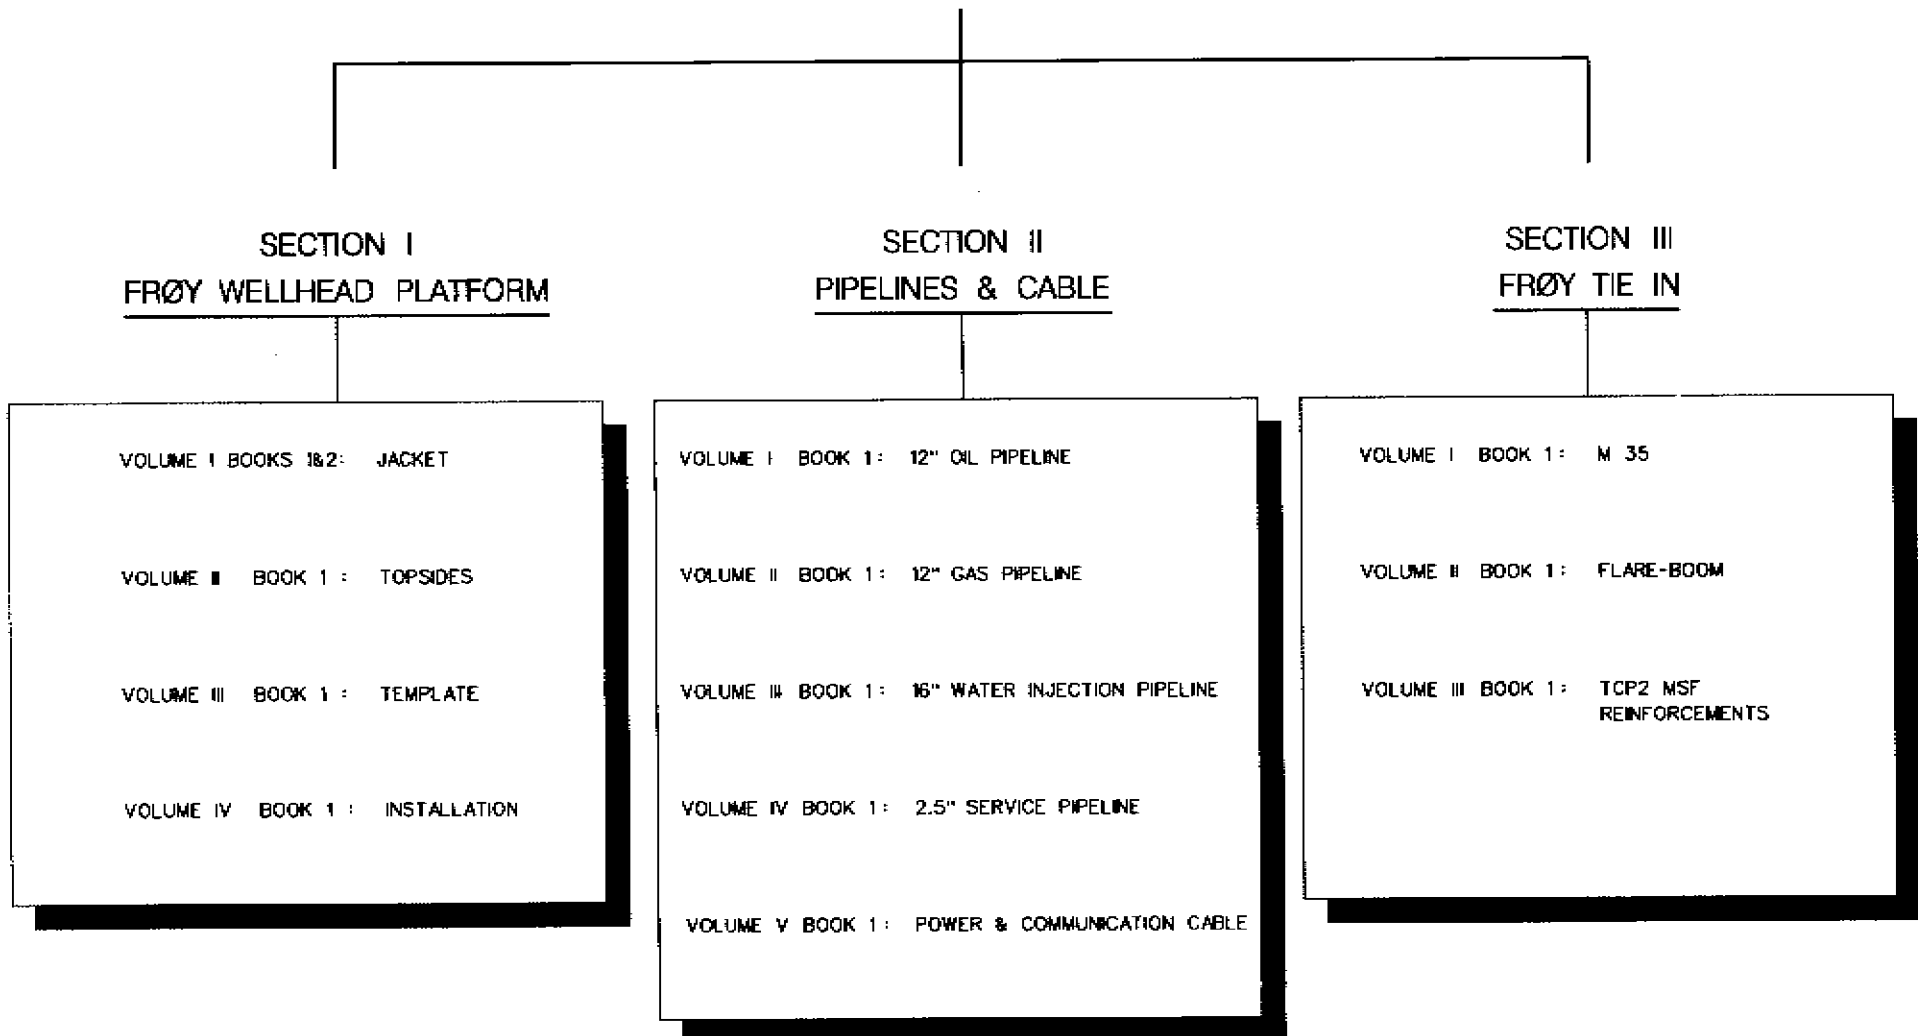 SECTION I
FRØY WELLHEAD PLATFORM
VOLUME I BOOKS 1&2: JACKET
VOLUME II BOOK 1 : TOPSIDES
VOLUME III BOOK 1 : TEMPLATE
VOLUME IV BOOK 1 : INSTALLATION
SECTION II
PIPELINES & CABLE
VOLUME I BOOK 1: 12" OIL PIPELINE
VOLUME II BOOK 1: 12" GAS PIPELINE
VOLUME III BOOK 1: 16" WATER INJECTION PIPELINE
VOLUME IV BOOK 1: 2.5" SERVICE PIPELINE
VOLUME V BOOK 1: POWER & COMMUNICATION CABLE
SECTION III
FRØY TIE IN
VOLUME I BOOK 1: M 35
VOLUME II BOOK 1: FLARE-BOOM
VOLUME III BOOK 1: TCP2 MSF
REINFORCEMENTS